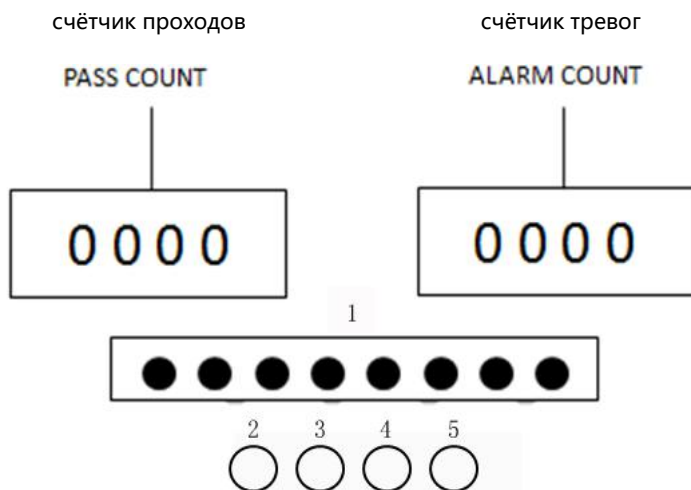 счётчик проходов
счётчик тревог
PASS COUNT
ALARM COUNT
0000
0000
1
2 3 4 5